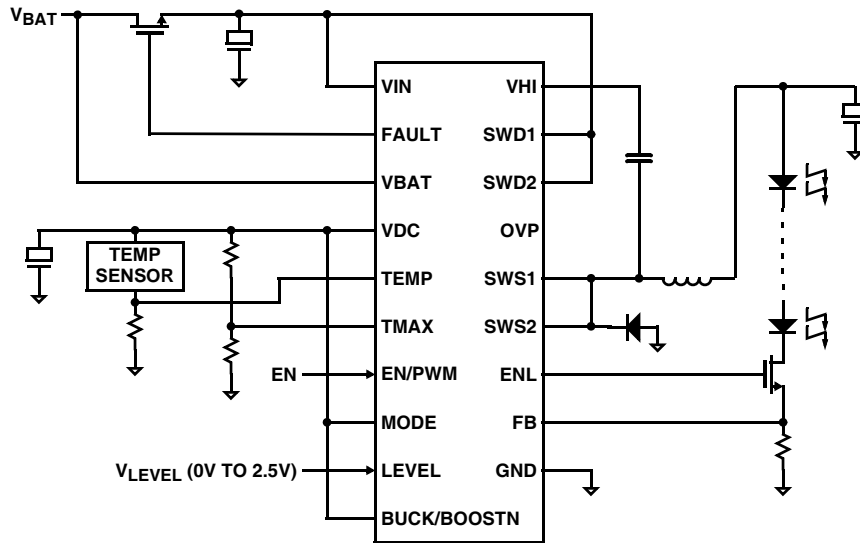 VBAT
VIN
VHI
FAULT
SWD1
VBAT
SWD2
VDC
OVP
TEMP
SENSOR
TEMP
SWS1
TMAX
SWS2
EN
EN/PWM
ENL
MODE
FB
VLEVEL (0V TO 2.5V)
LEVEL
GND
BUCK/BOOSTN